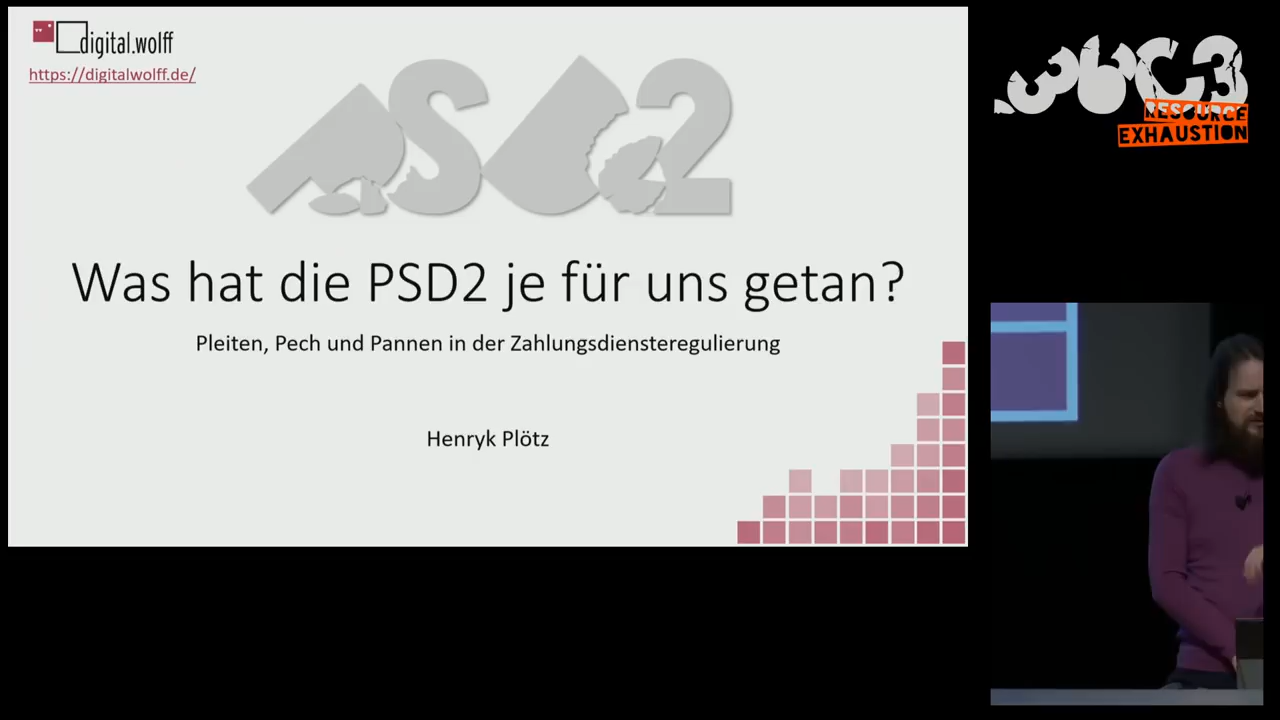 digital.wolff
https://digitalwolff.de/
PSD2
Was hat die PSD2 je für uns getan?
Pleiten, Pech und Pannen in der Zahlungsdiensteregulierung
Henryk Plötz
36C3
RESOURCE
EXHAUSTION